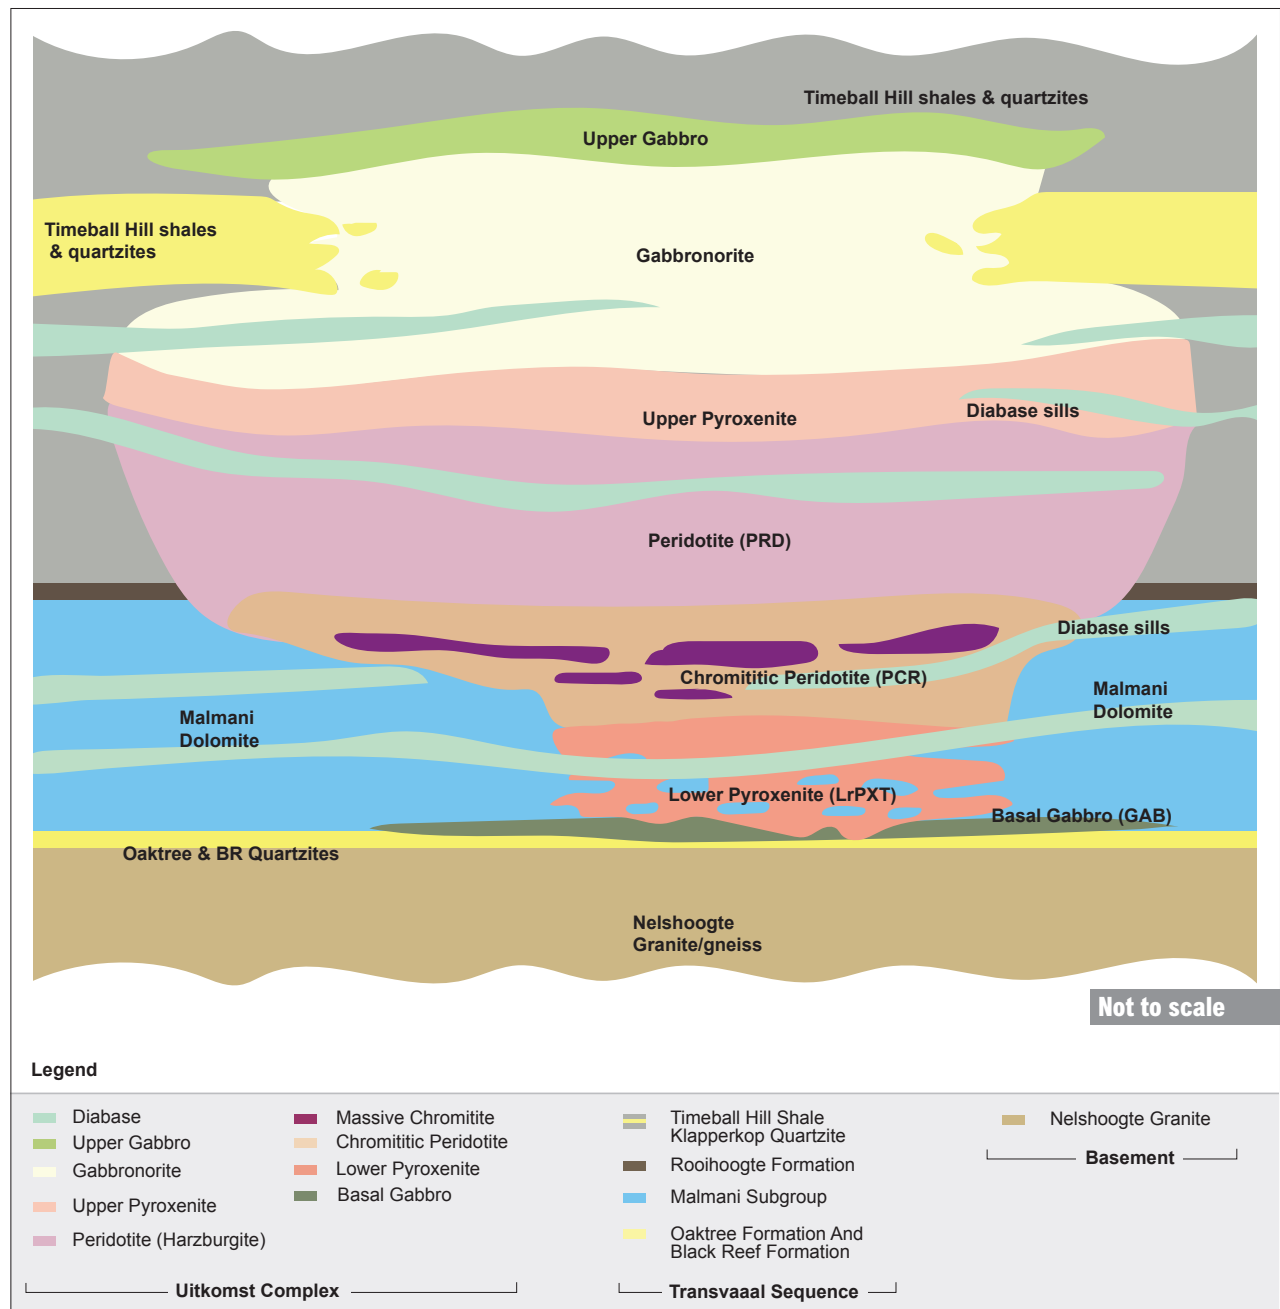 Timeball Hill shales & quartzites
Upper Gabbro
Timeball Hill shales
& quartzites
Gabbronorite
Upper Pyroxenite
Diabase sills
Peridotite (PRD)
Diabase sills
Chromititic Peridotite (PCR)
Malmani
Dolomite
Malmani
Dolomite
Lower Pyroxenite (LrPXT)
Basal Gabbro (GAB)
Oaktree & BR Quartzites
Nelshoogte
Granite/gneiss
Not to scale
Legend
Diabase
Upper Gabbro
Gabbronorite
Upper Pyroxenite
Peridotite (Harzburgite)
Massive Chromitite
Chromititic Peridotite
Lower Pyroxenite
Basal Gabbro
Uitkomst Complex
Timeball Hill Shale
Klapperkop Quartzite
Rooihoogte Formation
Malmani Subgroup
Oaktree Formation And
Black Reef Formation
Transvaaal Sequence
Nelshoogte Granite
Basement